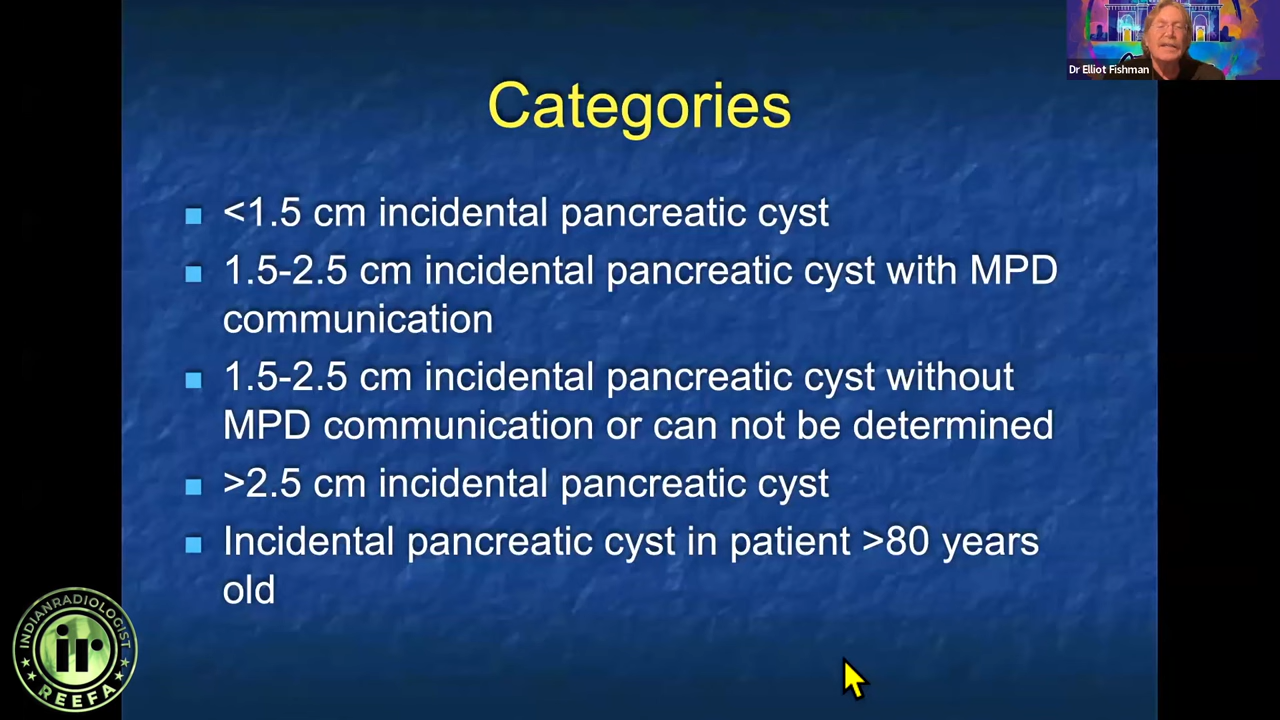 Dr Elliot Fishman
Categories
<1.5 cm incidental pancreatic cyst
1.5-2.5 cm incidental pancreatic cyst with MPD
communication
1.5-2.5 cm incidental pancreatic cyst without
MPD communication or can not be determined
>2.5 cm incidental pancreatic cyst
Incidental pancreatic cyst in patient >80 years
old
INDIANRADIOLOGIST
ir
REEFA